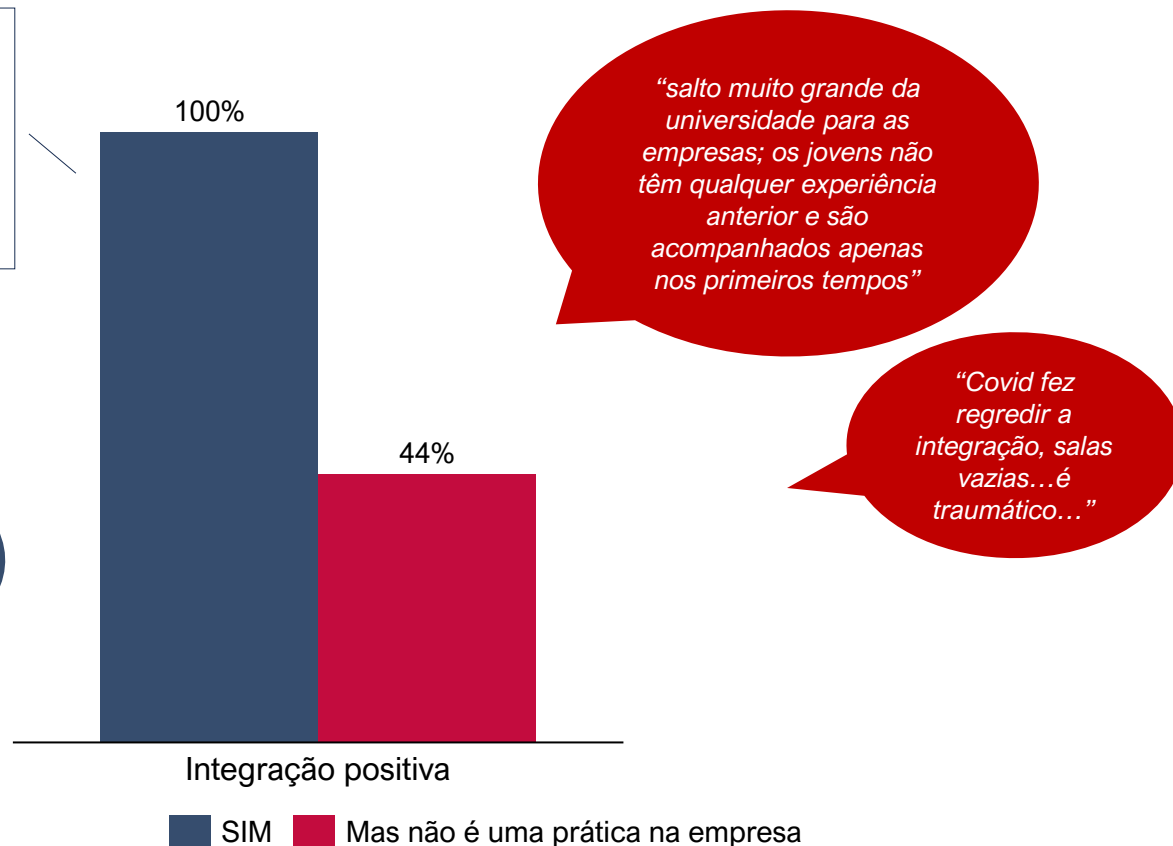 100%
44%
“salto muito grande da
universidade para as
empresas; os jovens não
têm qualquer experiência
anterior e são
acompanhados apenas
nos primeiros tempos”
“Covid fez
regredir a
integração, salas
vazias…é
traumático…”
Integração positiva
SIM
Mas não é uma prática na empresa